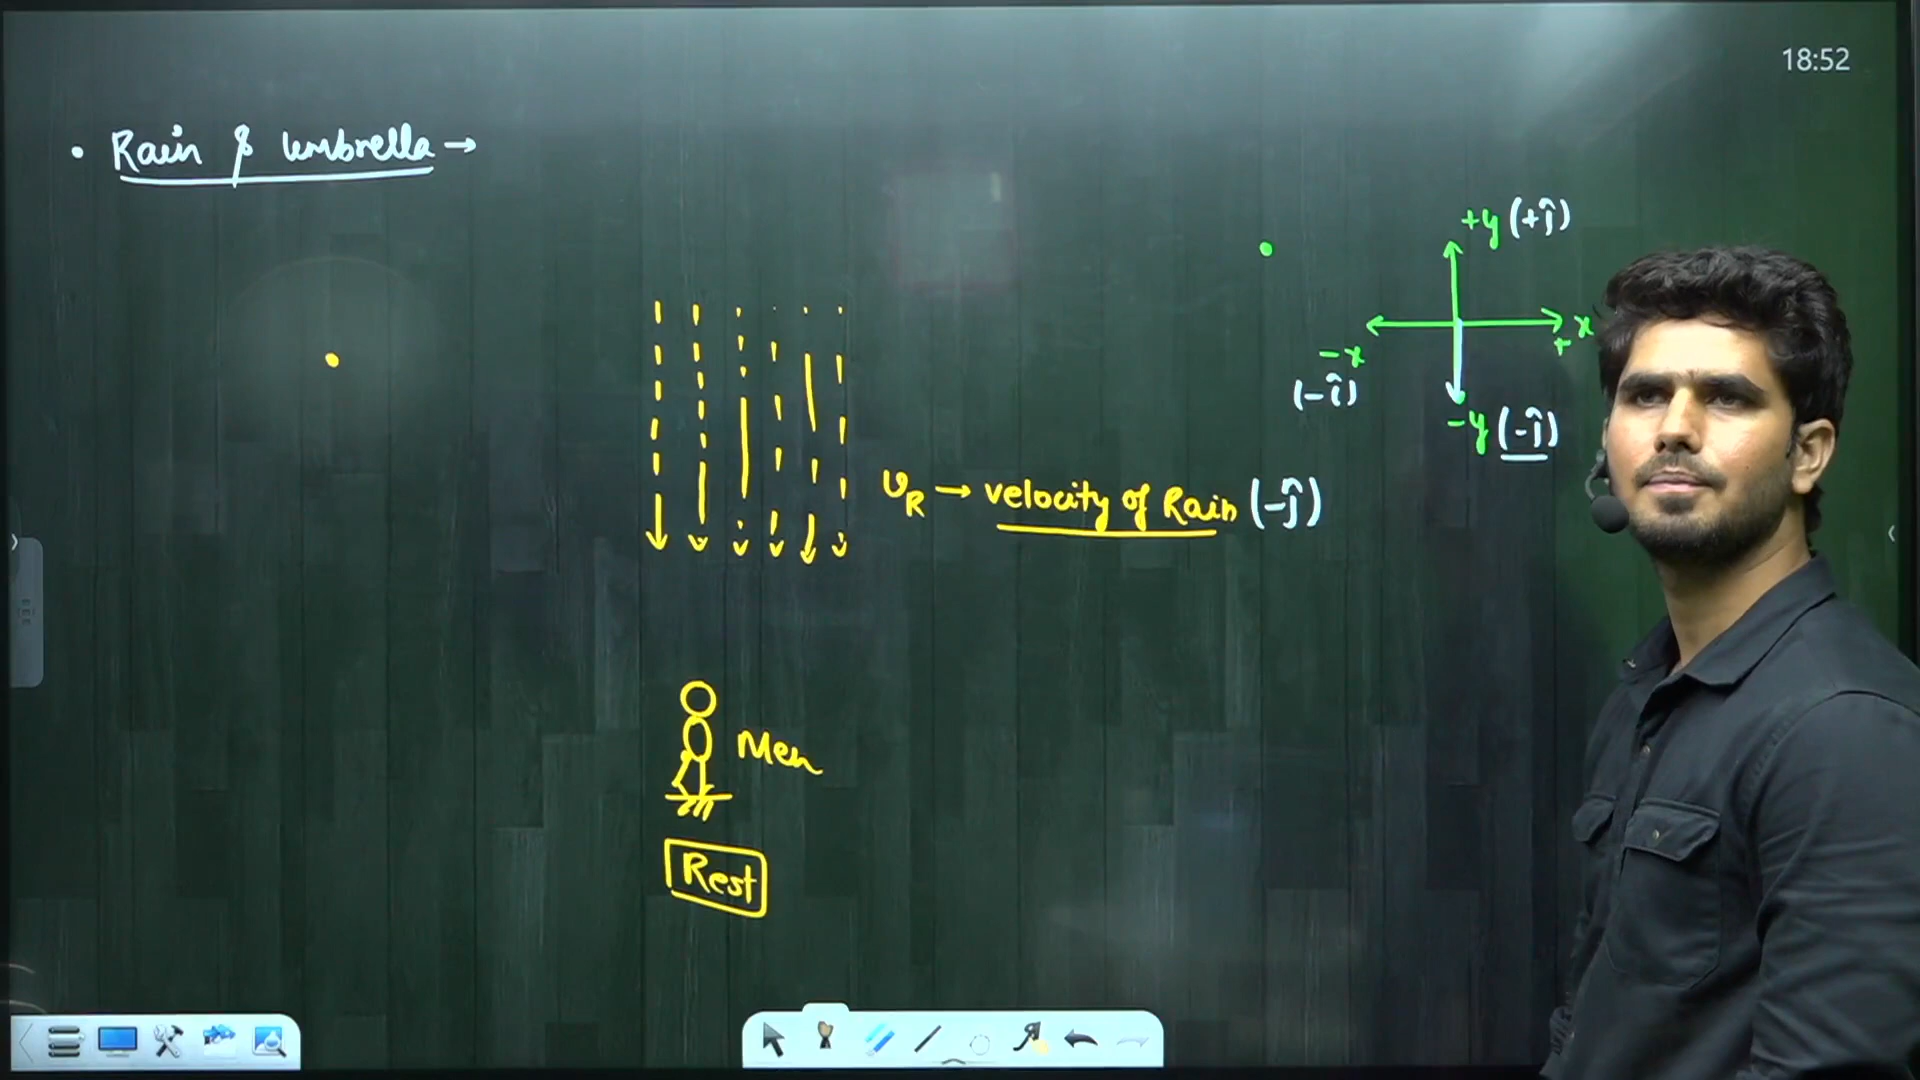 18:52
• Rain & Umbrella →
+y (+ĵ)
x
+
-x
(-î)
-y (-ĵ)
v_R → velocity of Rain (-ĵ)
Men
Rest